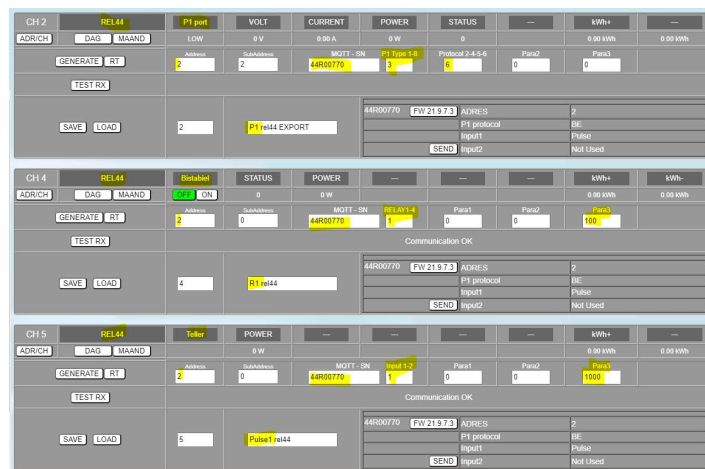 CH 2 REL44 P1 port VOLT CURRENT POWER STATUS --- kWh+ ---
ADR/CH DAG MAAND LOW 0 V 0.00 A 0 W 0 0.00 kWh 0.00 kWh
Address SubAddress MQTT - SN P1 Type 1-8 Protocol 2-4-5-6 Para2 Para3
GENERATE RT 2 2 44R00770 3 6 0 0
TEST RX
44R00770 FW 21.9.7.3 ADRES 2
SAVE LOAD 2 P1 rel44 EXPORT P1 protocol BE
Input1 Pulse
SEND Input2 Not Used
CH 4 REL44 Bistabiel STATUS POWER --- --- --- kWh+ kWh-
ADR/CH DAG MAAND OFF ON 0 0 W 0.00 kWh 0.00 kWh
Address SubAddress MQTT - SN RELAY1-4 Para1 Para2 Para3
GENERATE RT 2 0 44R00770 1 0 0 100
TEST RX Communication OK
44R00770 FW 21.9.7.3 ADRES 2
SAVE LOAD 4 R1 rel44 P1 protocol BE
Input1 Pulse
SEND Input2 Not Used
CH 5 REL44 Teller POWER --- --- --- --- kWh+ ---
ADR/CH DAG MAAND 0 W 0.00 kWh 0.00 kWh
Address SubAddress MQTT - SN Input 1-2 Para1 Para2 Para3
GENERATE RT 2 0 44R00770 1 0 0 1000
TEST RX Communication OK
44R00770 FW 21.9.7.3 ADRES 2
SAVE LOAD 5 Pulse1 rel44 P1 protocol BE
Input1 Pulse
SEND Input2 Not Used